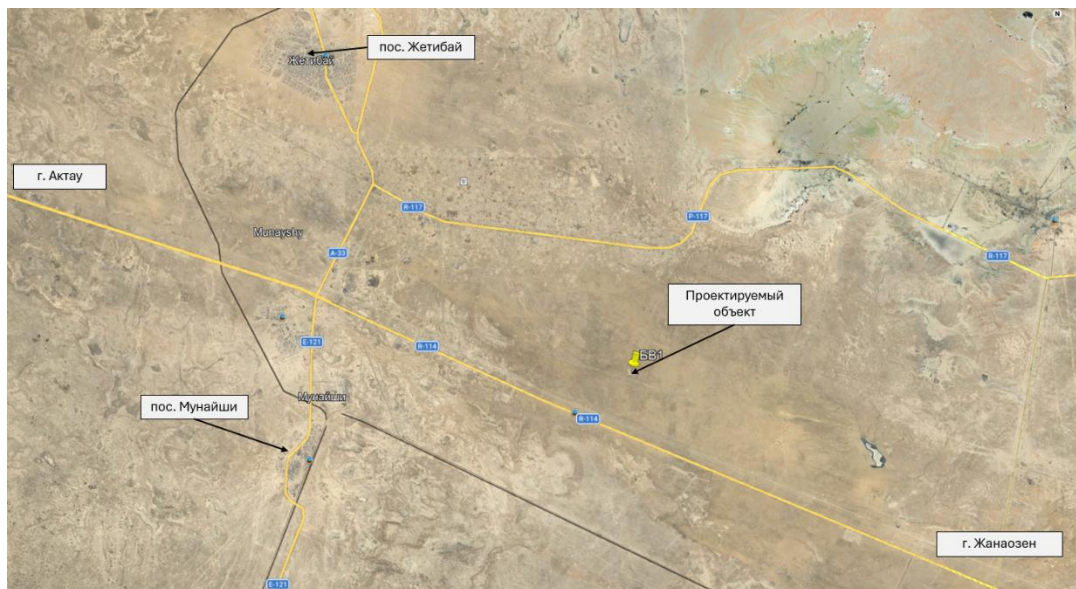 N
пос. Жетибай
Жетибай
г. Актау
R-117
P-117
Munayshy
A-33
R-117
Проектируемый
объект
E-121
R-114
БВ1
Мунайши
пос. Мунайши
R-114
г. Жанаозен
E-121